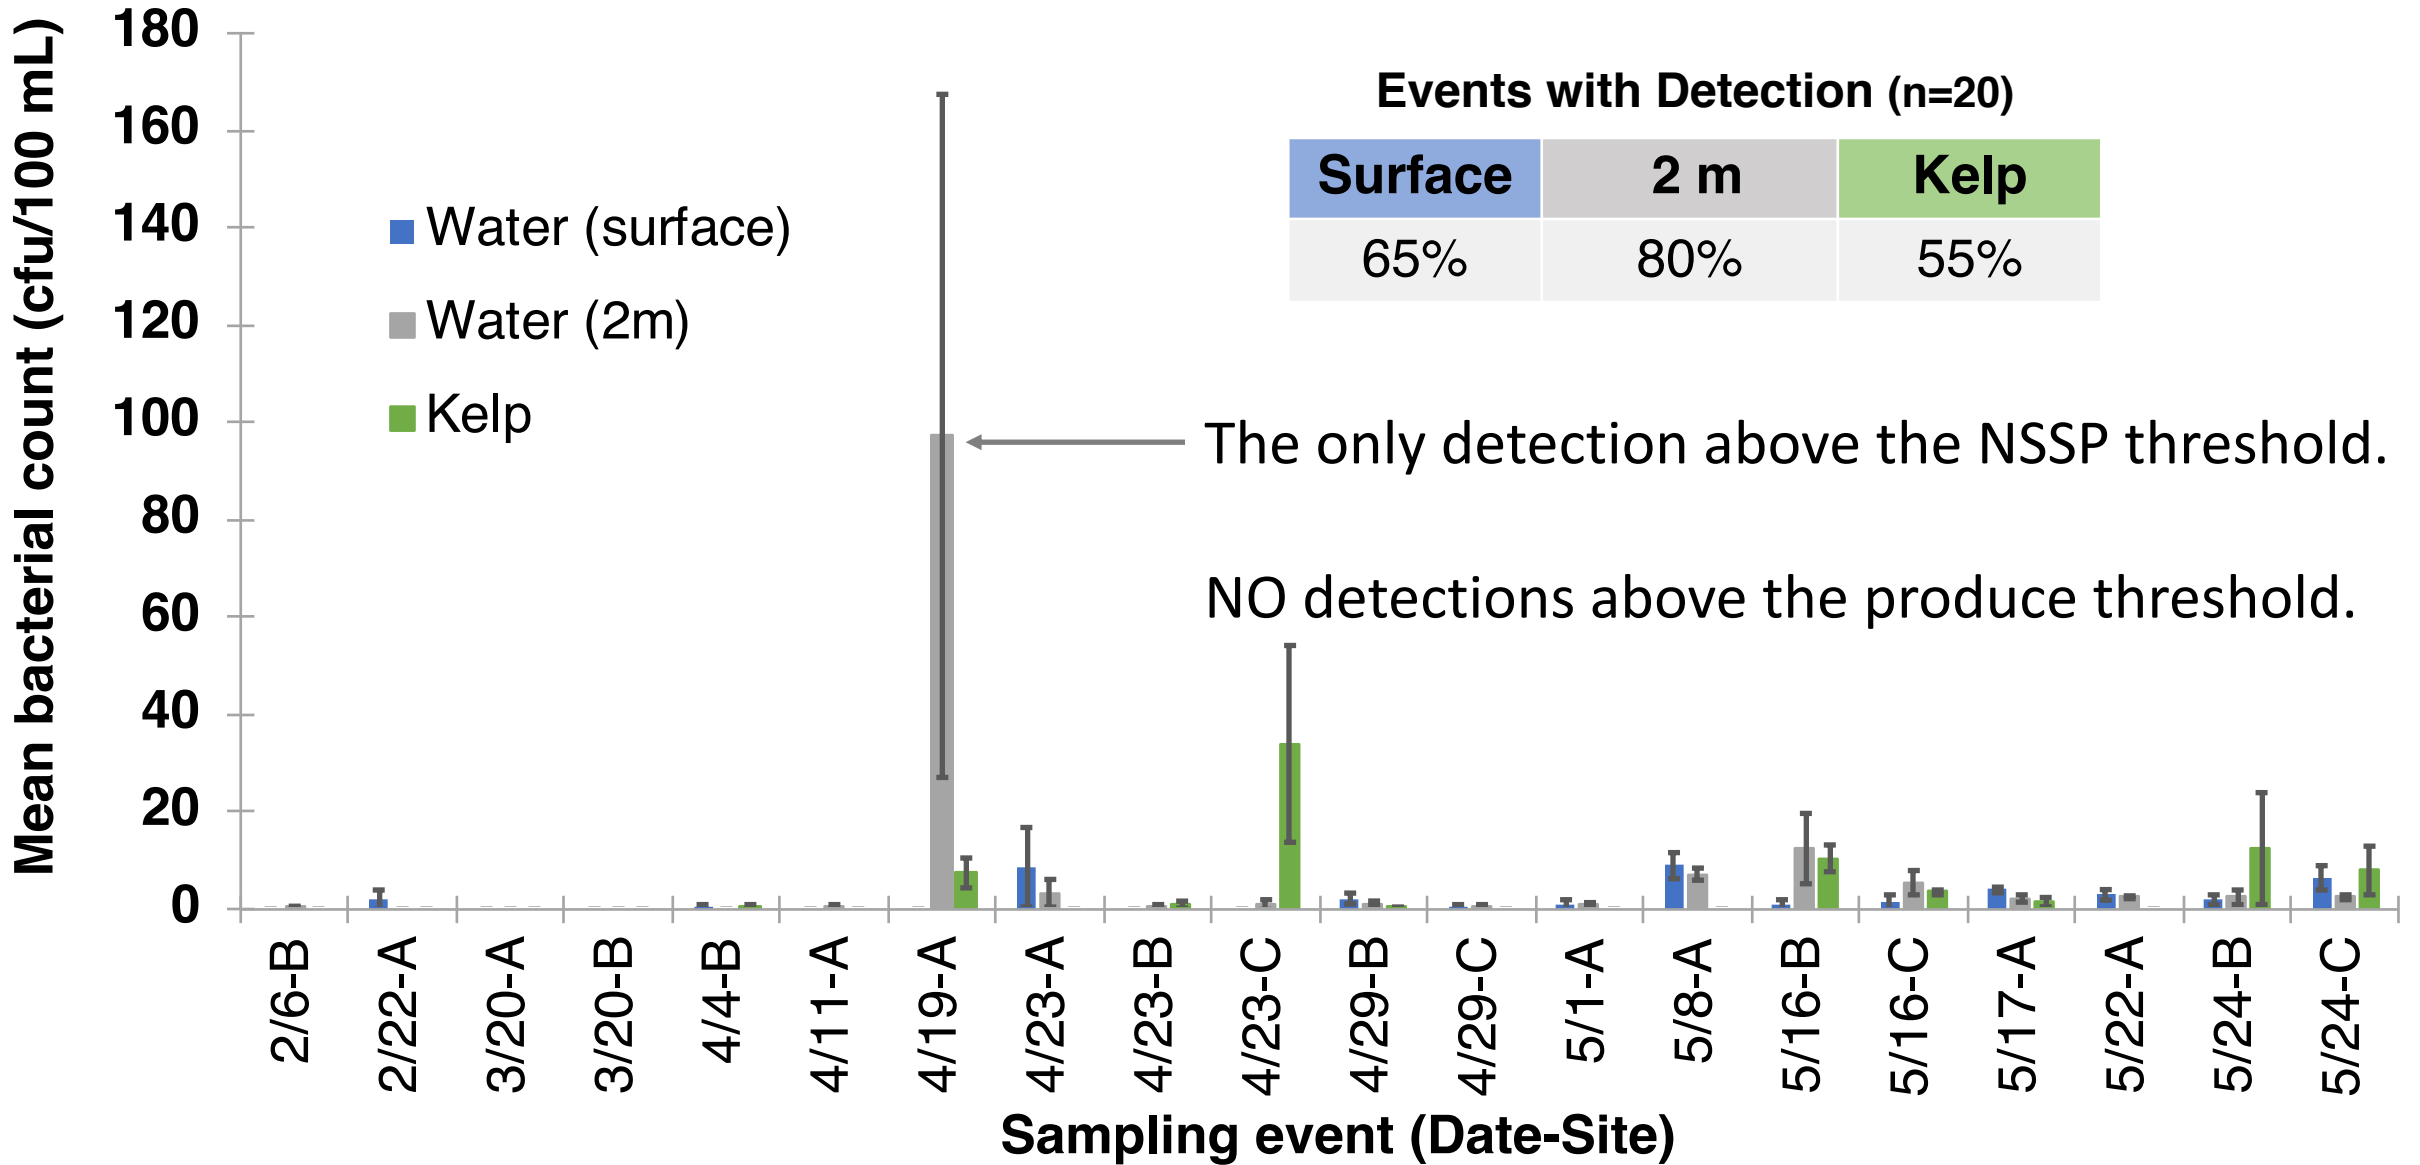 Mean bacterial count (cfu/100 mL)
180
160
140
120
100
80
60
40
20
0
Water (surface)
Water (2m)
Kelp
Events with Detection (n=20)
Surface 2 m Kelp
65% 80% 55%
The only detection above the NSSP threshold.
NO detections above the produce threshold.
2/6-B
2/22-A
3/20-A
3/20-B
4/4-B
4/11-A
4/19-A
4/23-A
4/23-B
4/23-C
4/29-B
4/29-C
5/1-A
5/8-A
5/16-B
5/16-C
5/17-A
5/22-A
5/24-B
5/24-C
Sampling event (Date-Site)